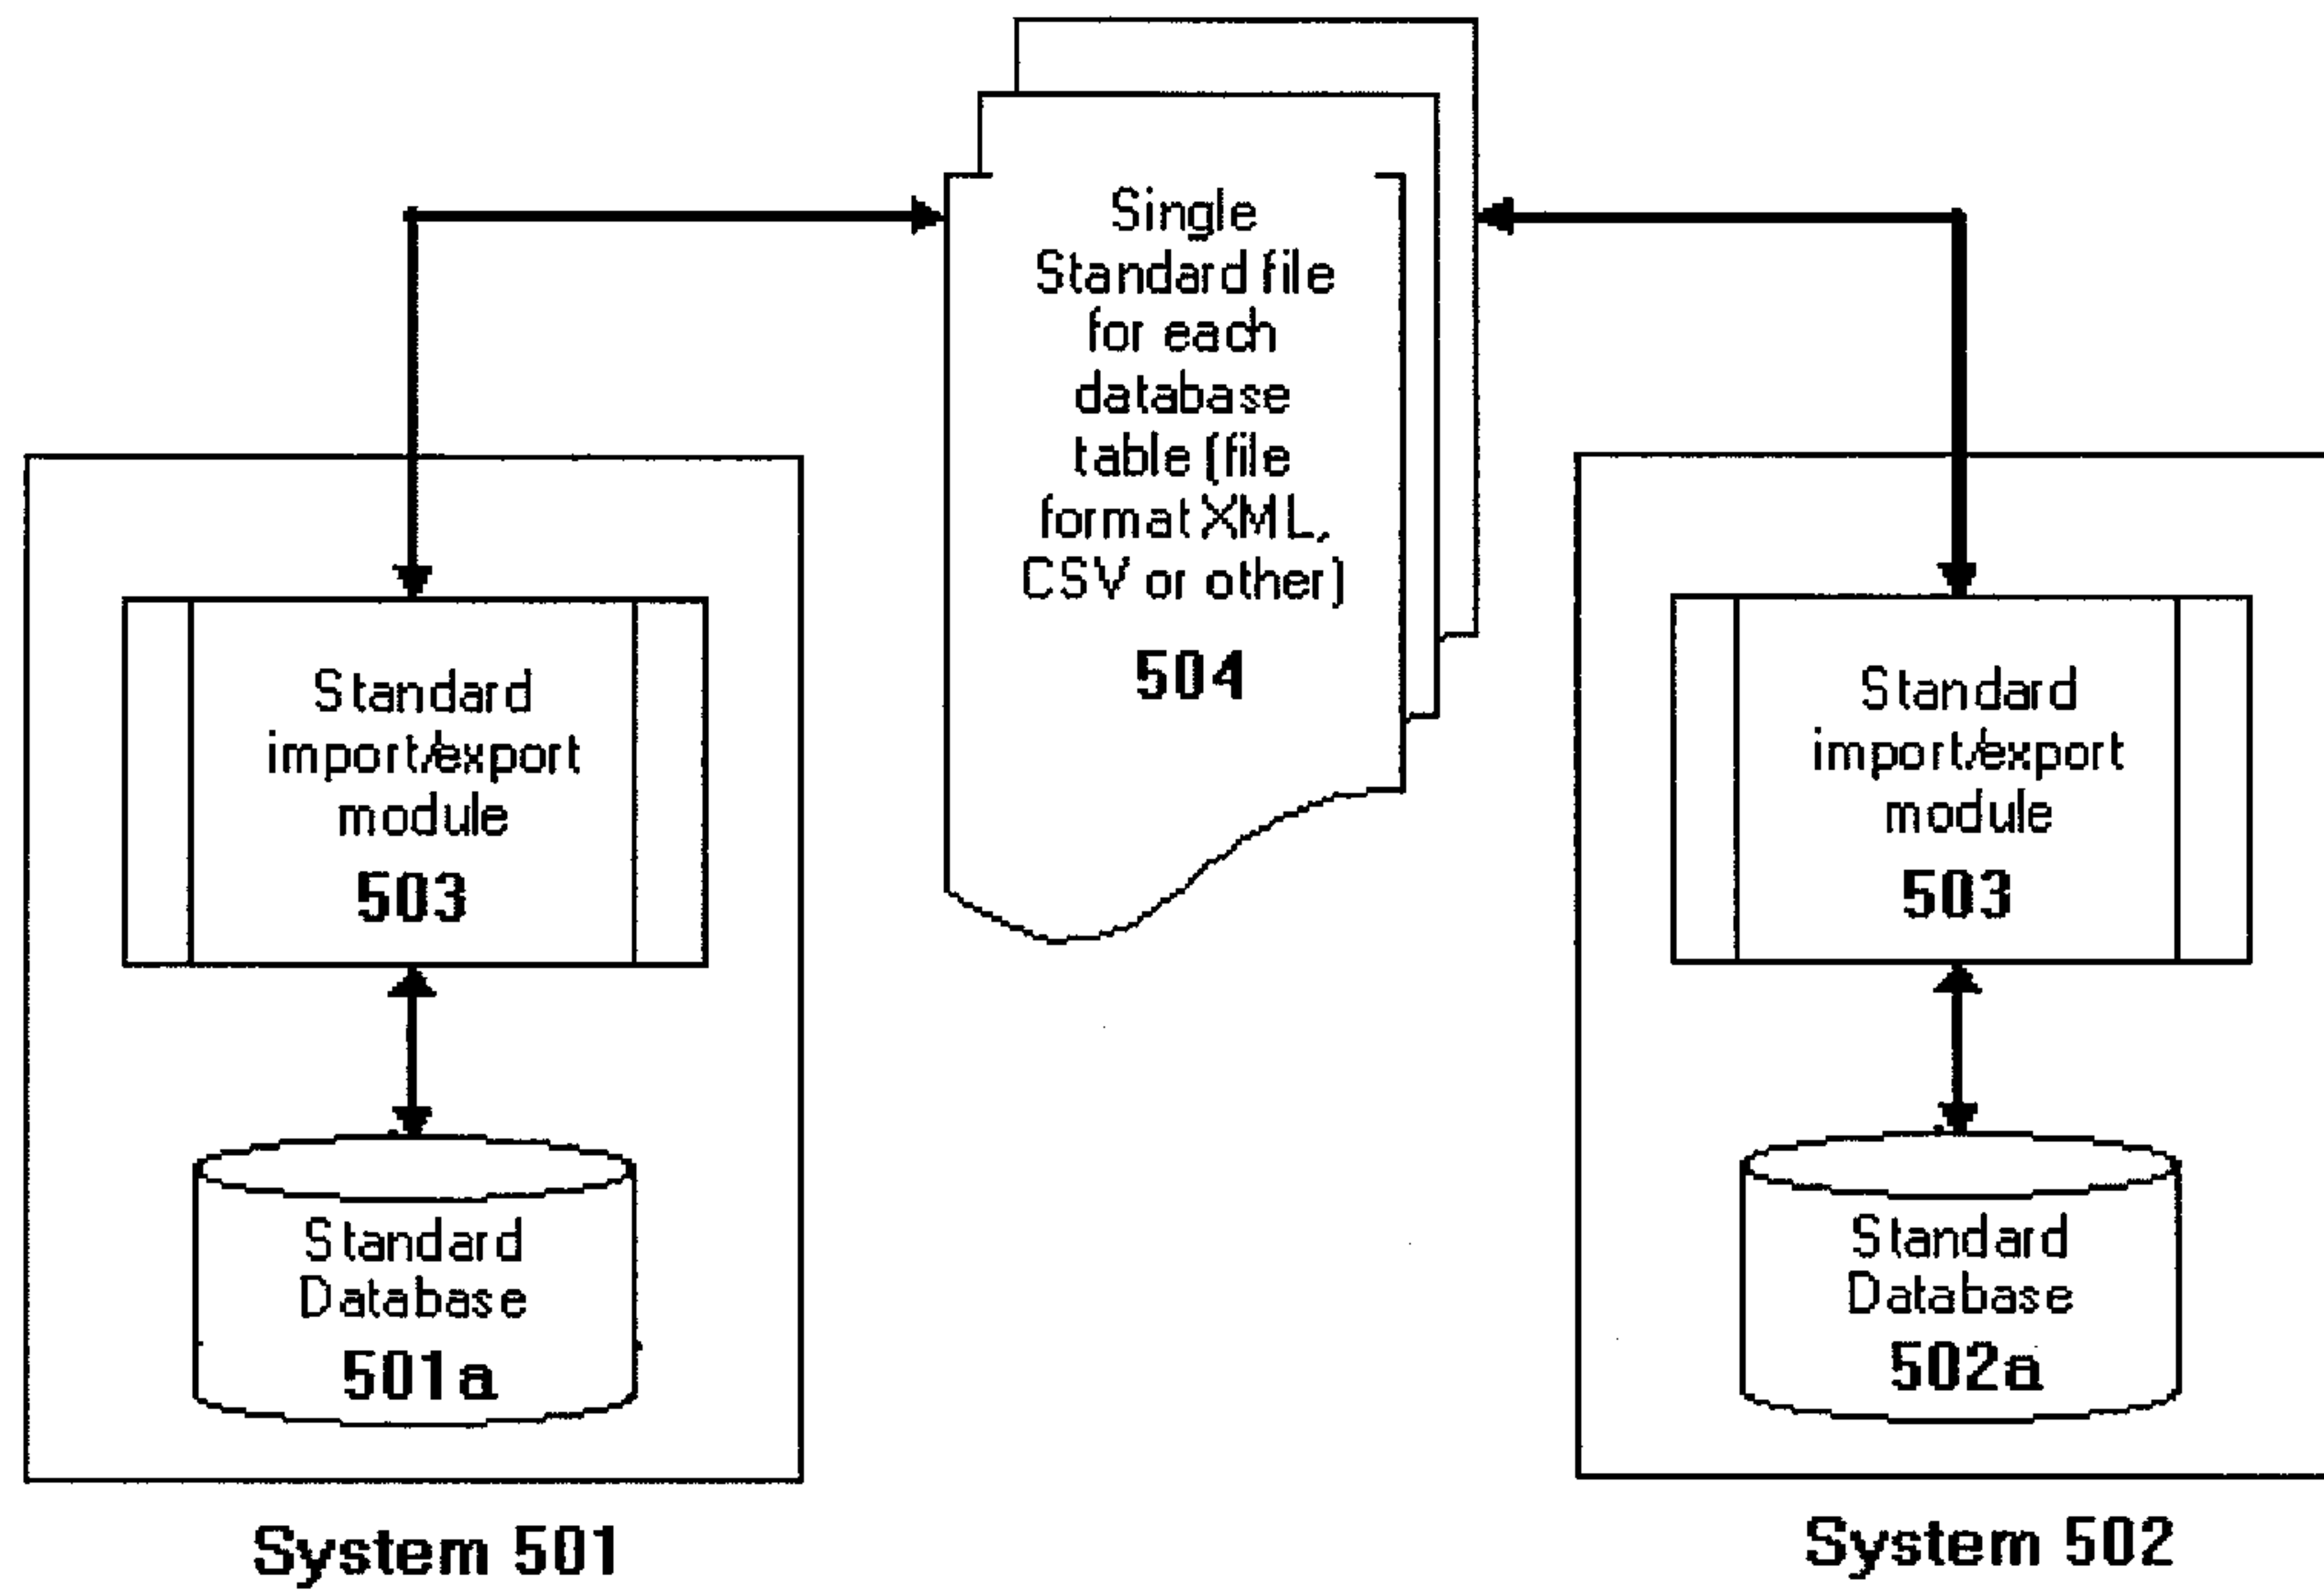 Single
Standard file
for each
database
table (file
format XML,
CSV or other)
504
Standard
import/export
module
503
Standard
Database
501a
System 501
Standard
import/export
module
503
Standard
Database
502a
System 502